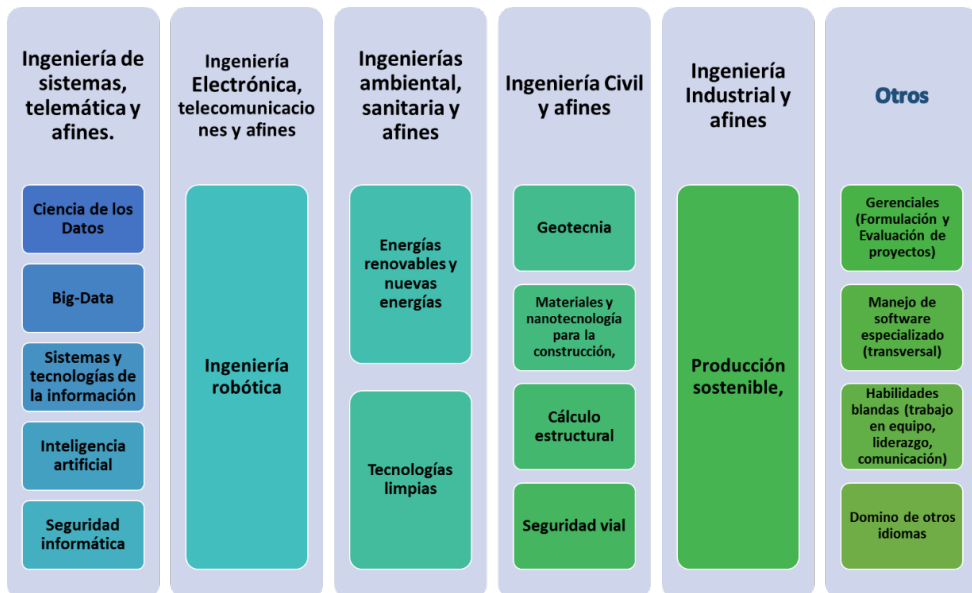 Ingeniería de
sistemas,
telemática y
afines.
Ciencia de los
Datos
Big-Data
Sistemas y
tecnologías de
la información
Inteligencia
artificial
Seguridad
informática
Ingeniería
Electrónica,
telecomunicacio
nes y afines
Ingeniería
robótica
Ingenierías
ambiental,
sanitaria y
afines
Energías
renovables y
nuevas
energías
Tecnologías
limpias
Ingeniería Civil
y afines
Geotecnia
Materiales y
nanotecnología
para la
construcción,
Cálculo
estructural
Seguridad vial
Ingeniería
Industrial y
afines
Producción
sostenible,
Otros
Gerenciales
(Formulación y
Evaluación de
proyectos)
Manejo de
software
especializado
(transversal)
Habilidades
blandas (trabajo
en equipo,
liderazgo,
comunicación)
Domino de otros
idiomas